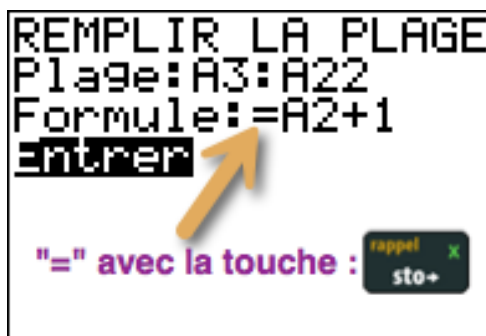 REMPLIR LA PLAGE
Plage:A3:A22
Formule:=A2+1
Entrer
"=" avec la touche :
rappel X
sto→